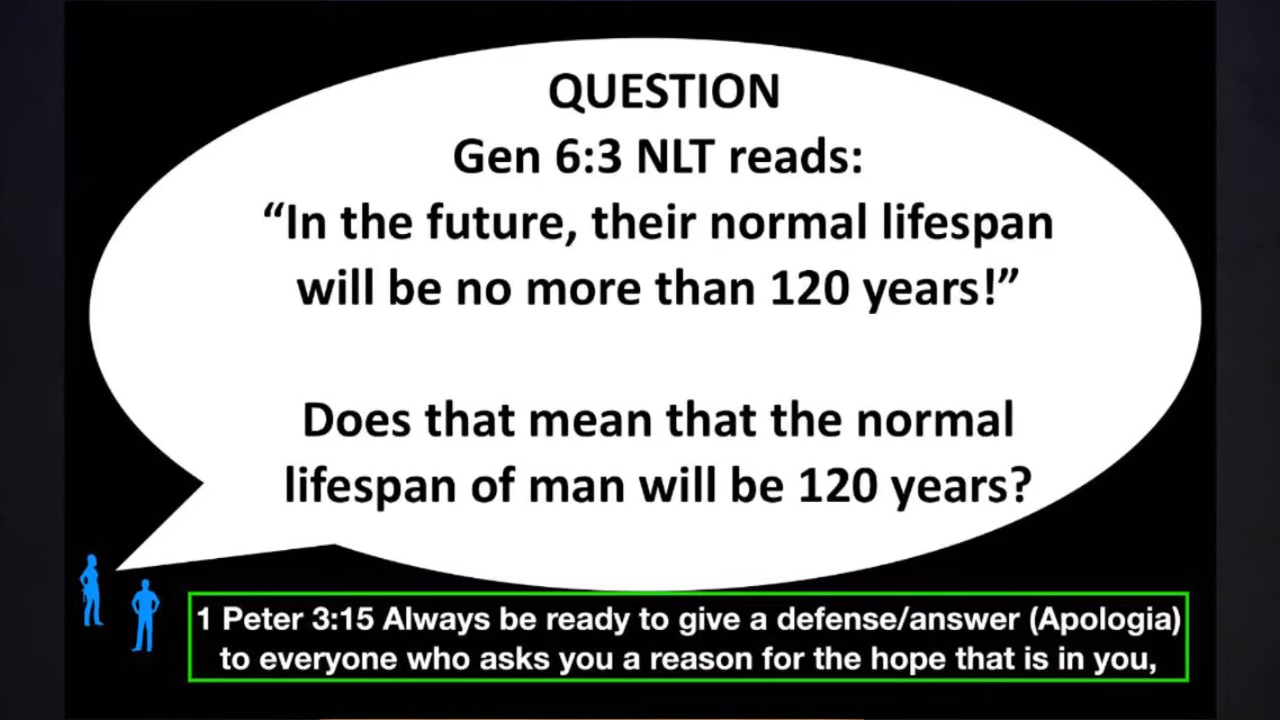 QUESTION
Gen 6:3 NLT reads:
“In the future, their normal lifespan
will be no more than 120 years!”
Does that mean that the normal
lifespan of man will be 120 years?
1 Peter 3:15 Always be ready to give a defense/answer (Apologia)
to everyone who asks you a reason for the hope that is in you,